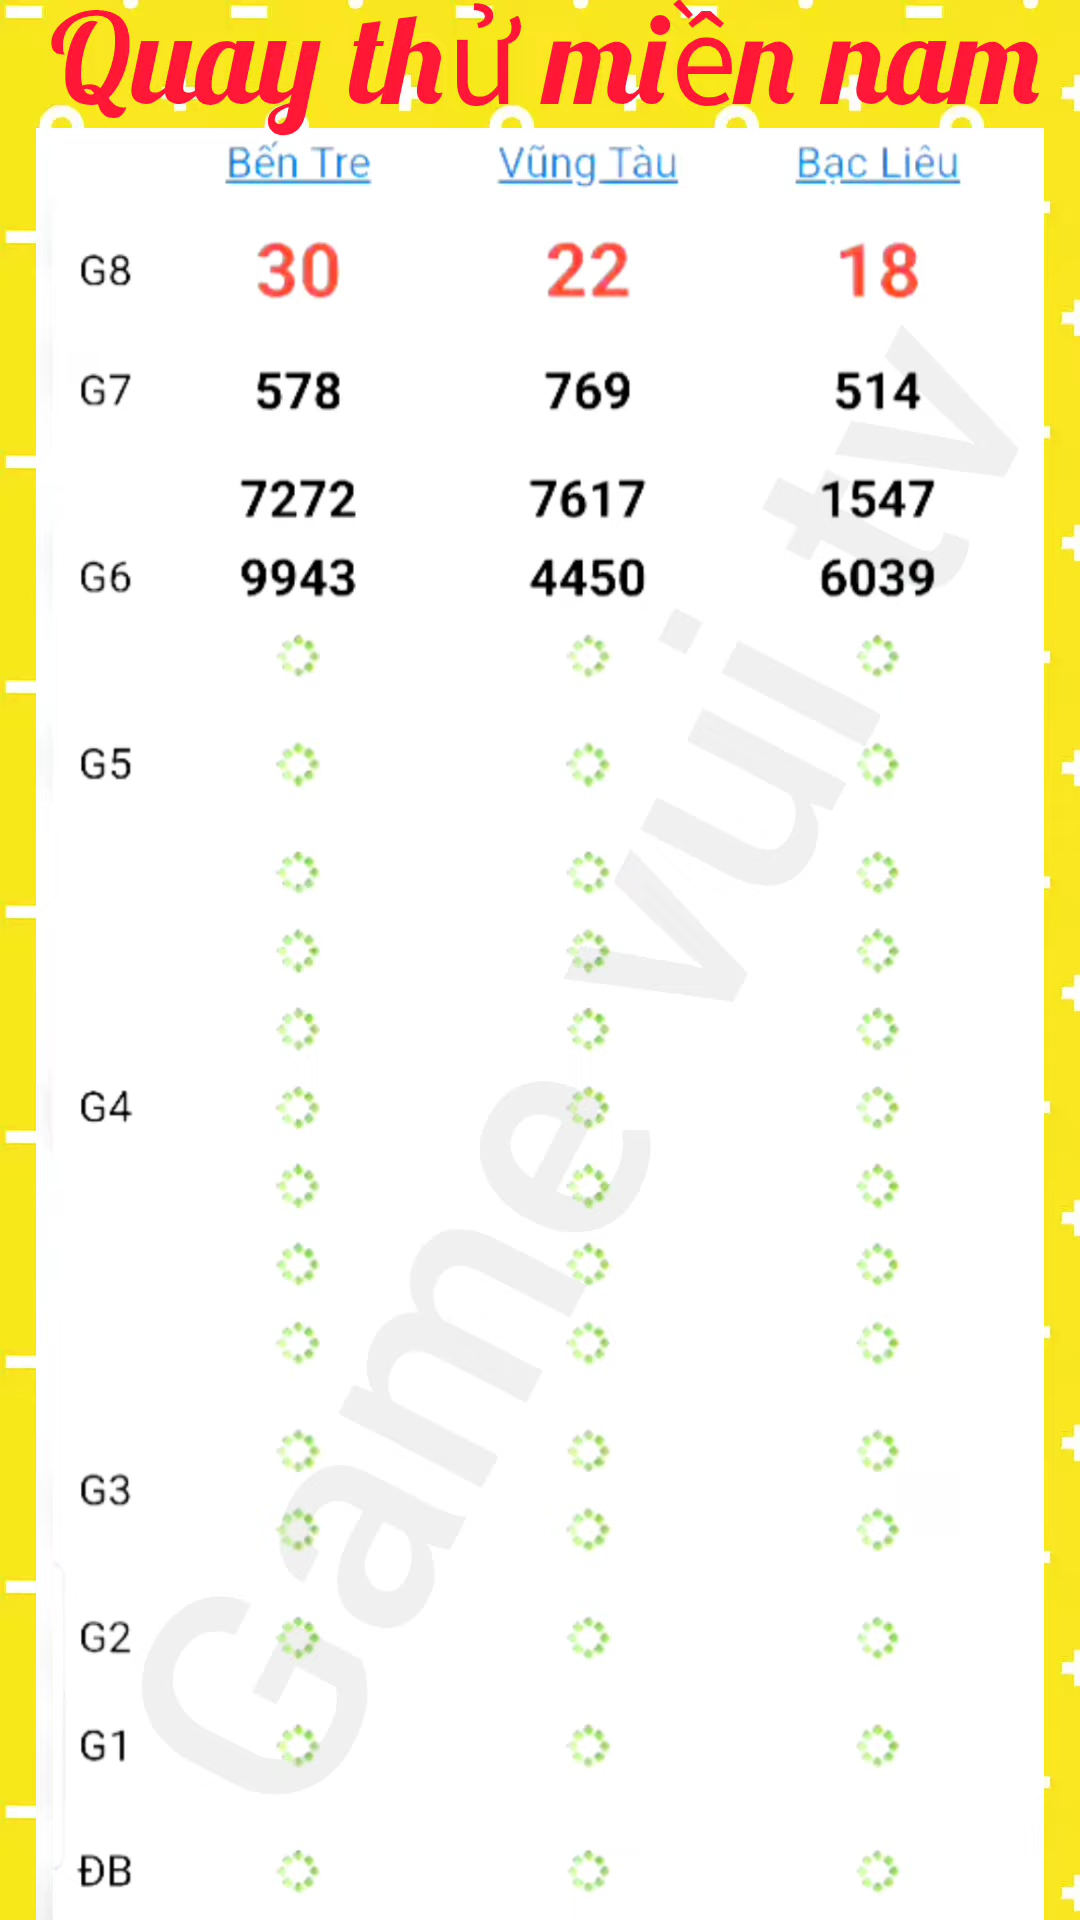 Quay thử miền nam
Bến Tre Vũng Tàu Bạc Liêu
G8 30 22 18
G7 578 769 514
7272 7617 1547
G6 9943 4450 6039
G5
G4
G3
G2
G1
ĐB
Game vui tv